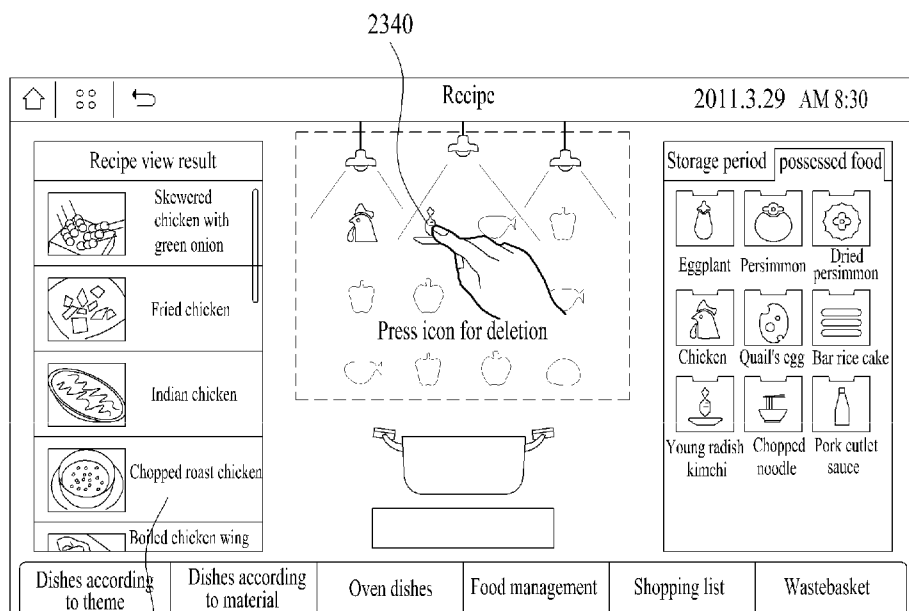 2340
Recipe
2011.3.29 AM 8:30
Recipe view result
Skewered
chicken with
green onion
Fried chicken
Indian chicken
Chopped roast chicken
Boiled chicken wing
Press icon for deletion
Storage period
possessed food
Eggplant
Persimmon
Dried
persimmon
Chicken
Quail's egg
Bar rice cake
Young radish
kimchi
Chopped
noodle
Pork cutlet
sauce
Dishes according
to theme
Dishes according
to material
Oven dishes
Food management
Shopping list
Wastebasket